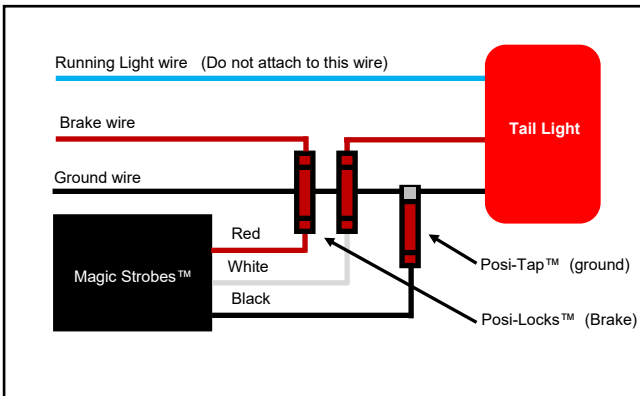 Running Light wire (Do not attach to this wire)
Brake wire
Tail Light
Ground wire
Red
White
Black
Magic Strobes™
Posi-Tap™ (ground)
Posi-Locks™ (Brake)